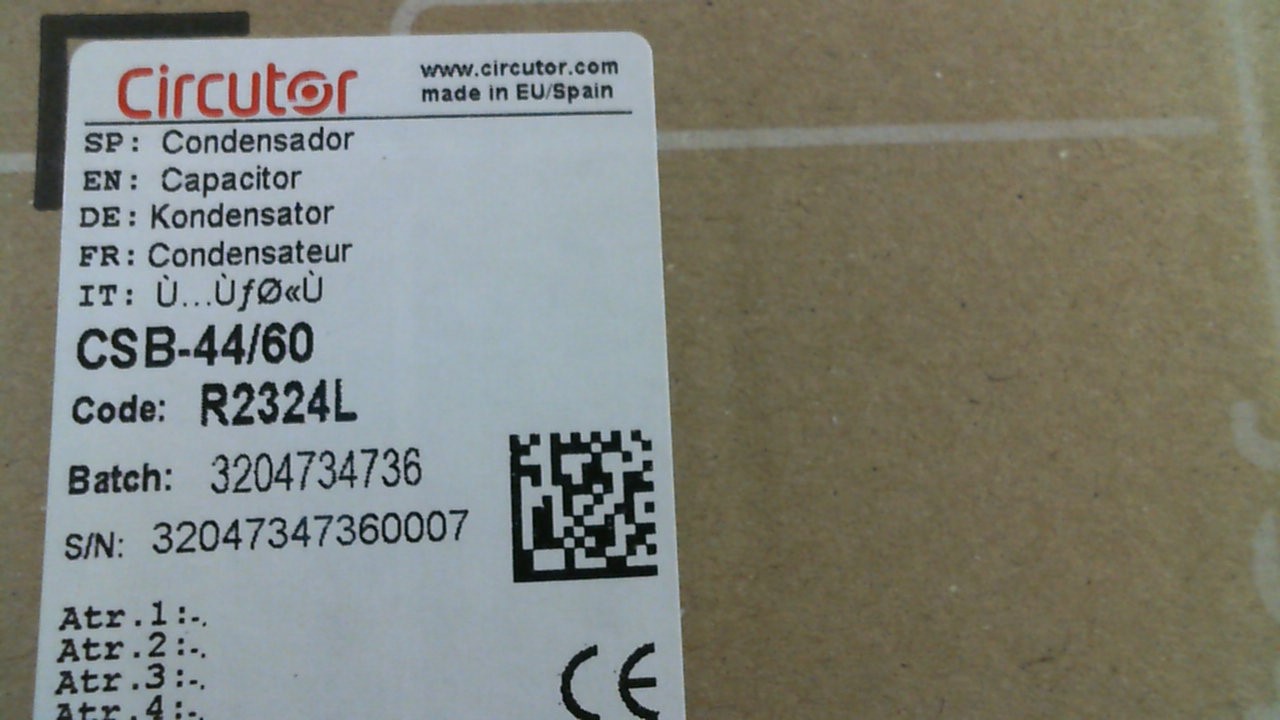 Circutor
www.circutor.com
made in EU/Spain
SP: Condensador
EN: Capacitor
DE: Kondensator
FR: Condensateur
IT: Ù...ÙƒØ«Ù
CSB-44/60
Code: R2324L
Batch: 3204734736
S/N: 32047347360007
Atr.1:-.
Atr.2:-.
Atr.3:-.
Atr.4:-.
CE